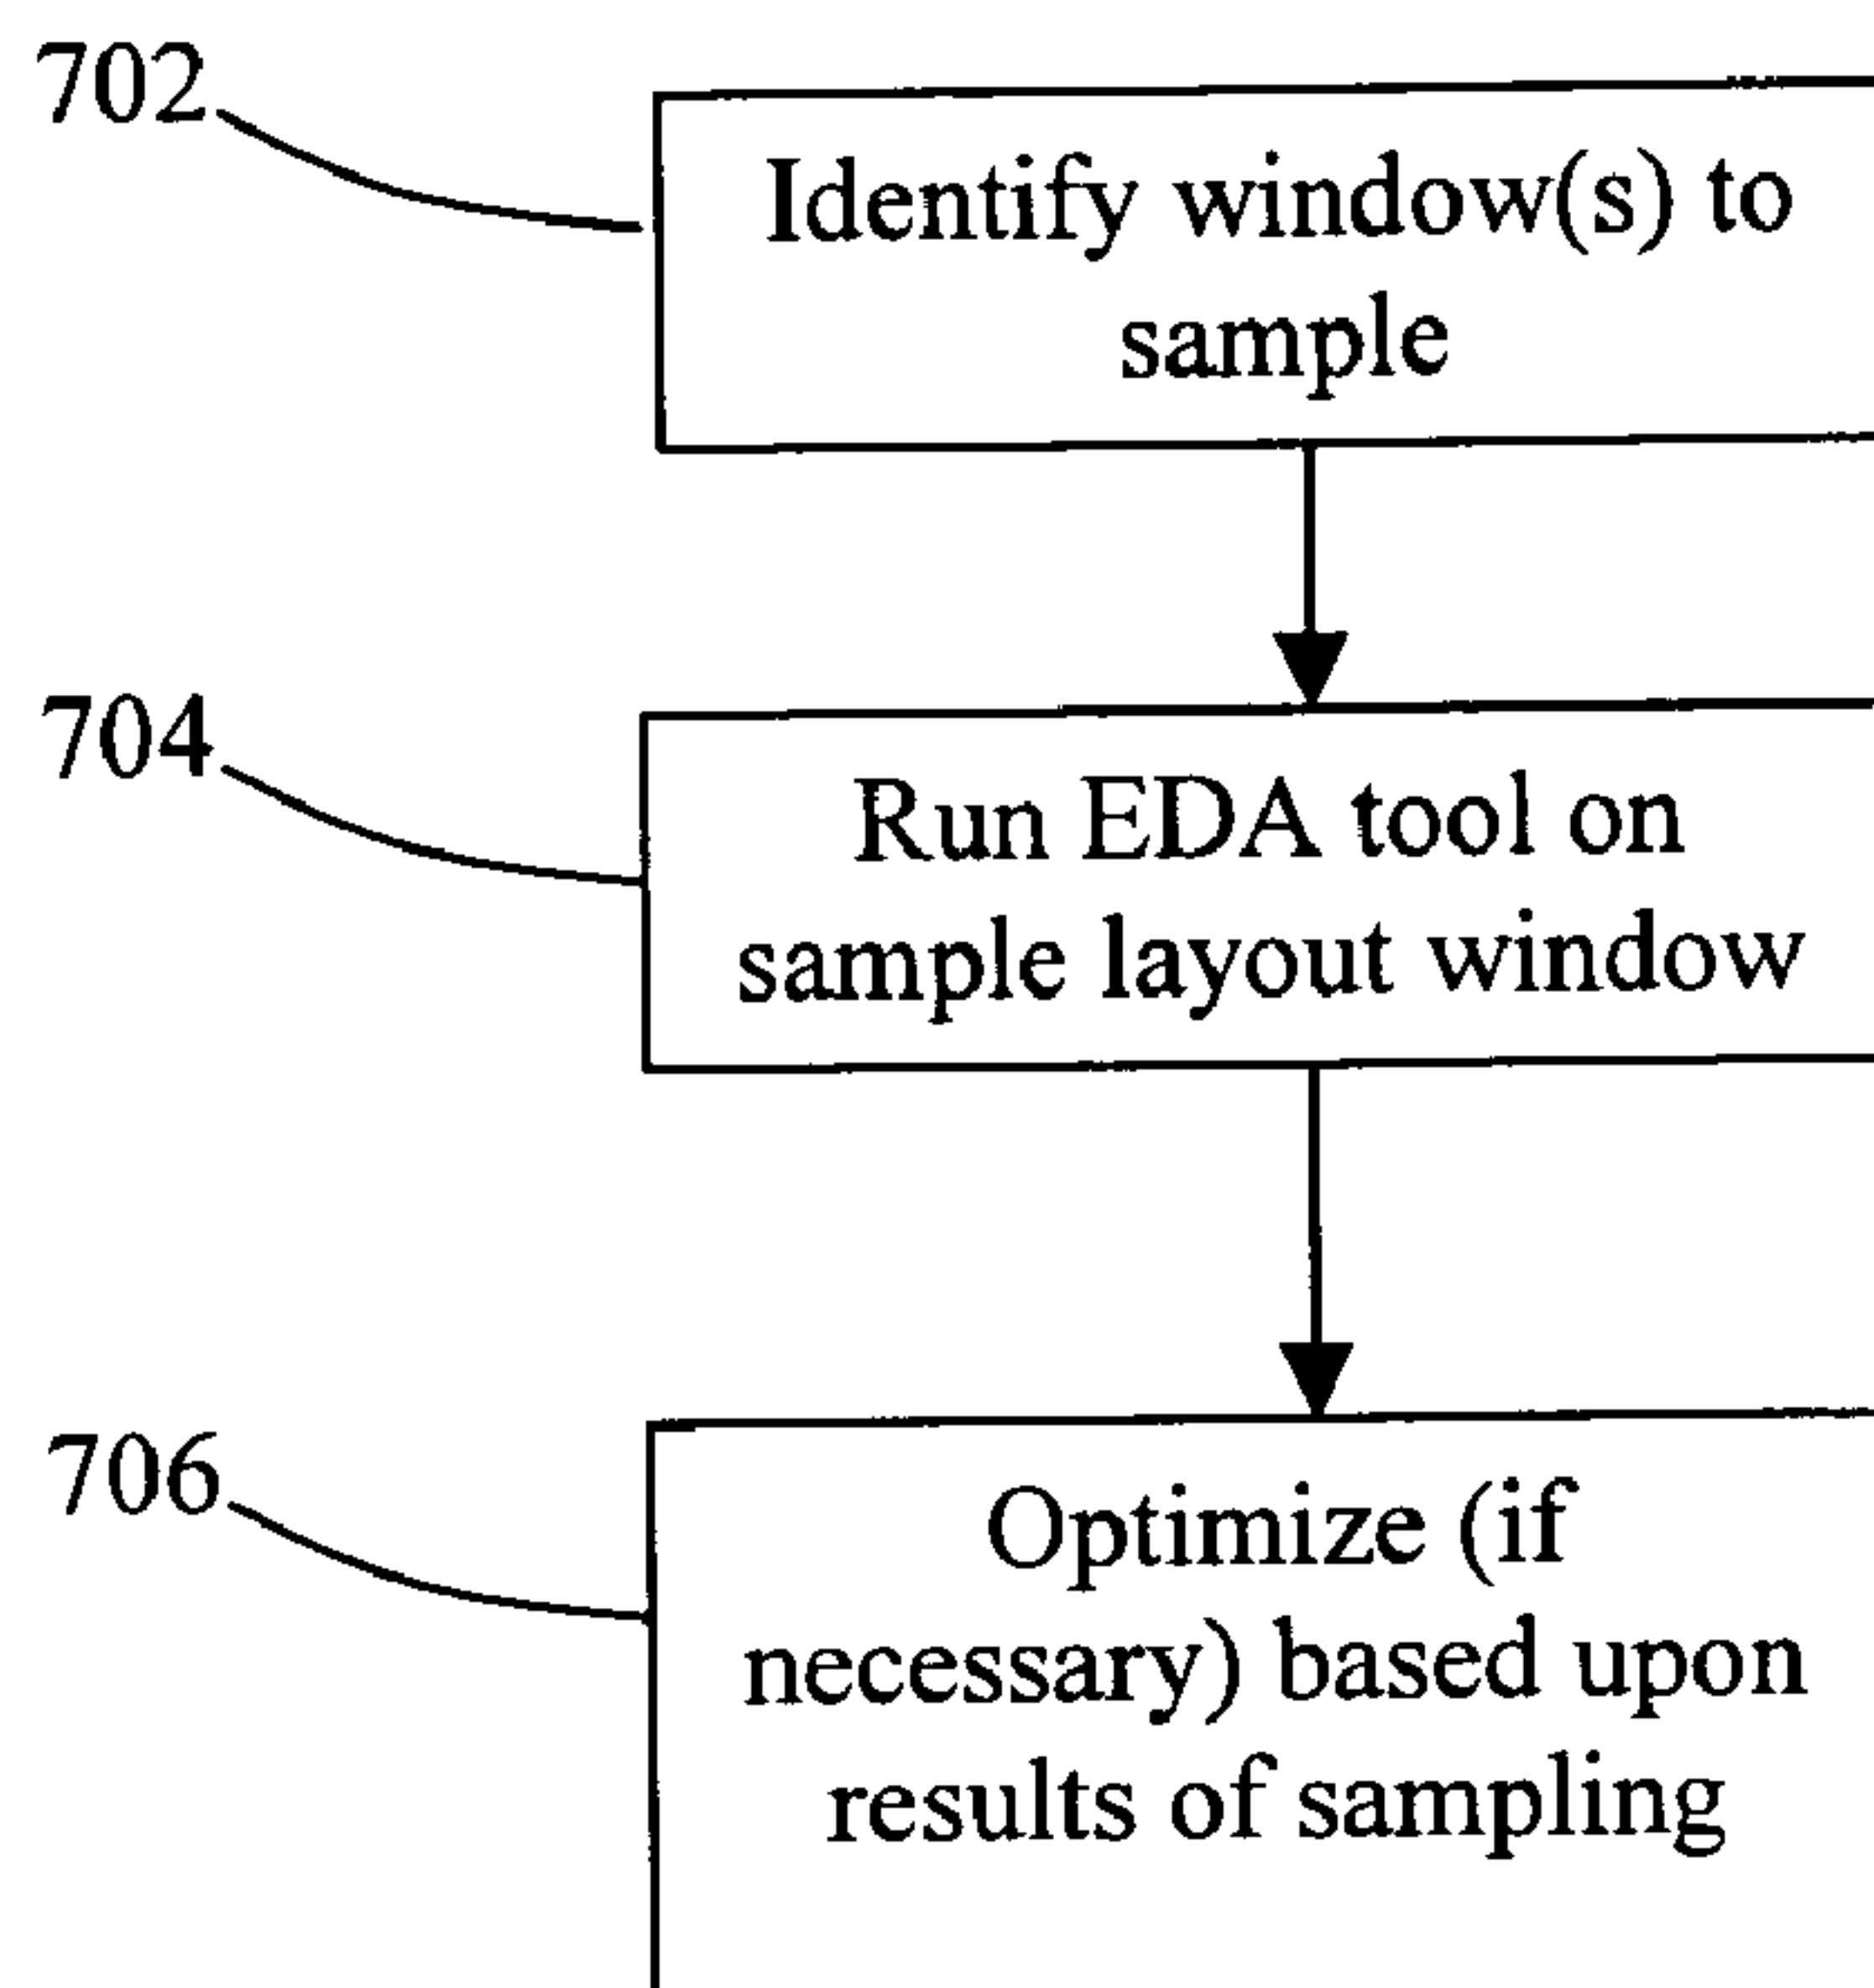 702
Identify window(s) to
sample
704
Run EDA tool on
sample layout window
706
Optimize (if
necessary) based upon
results of sampling